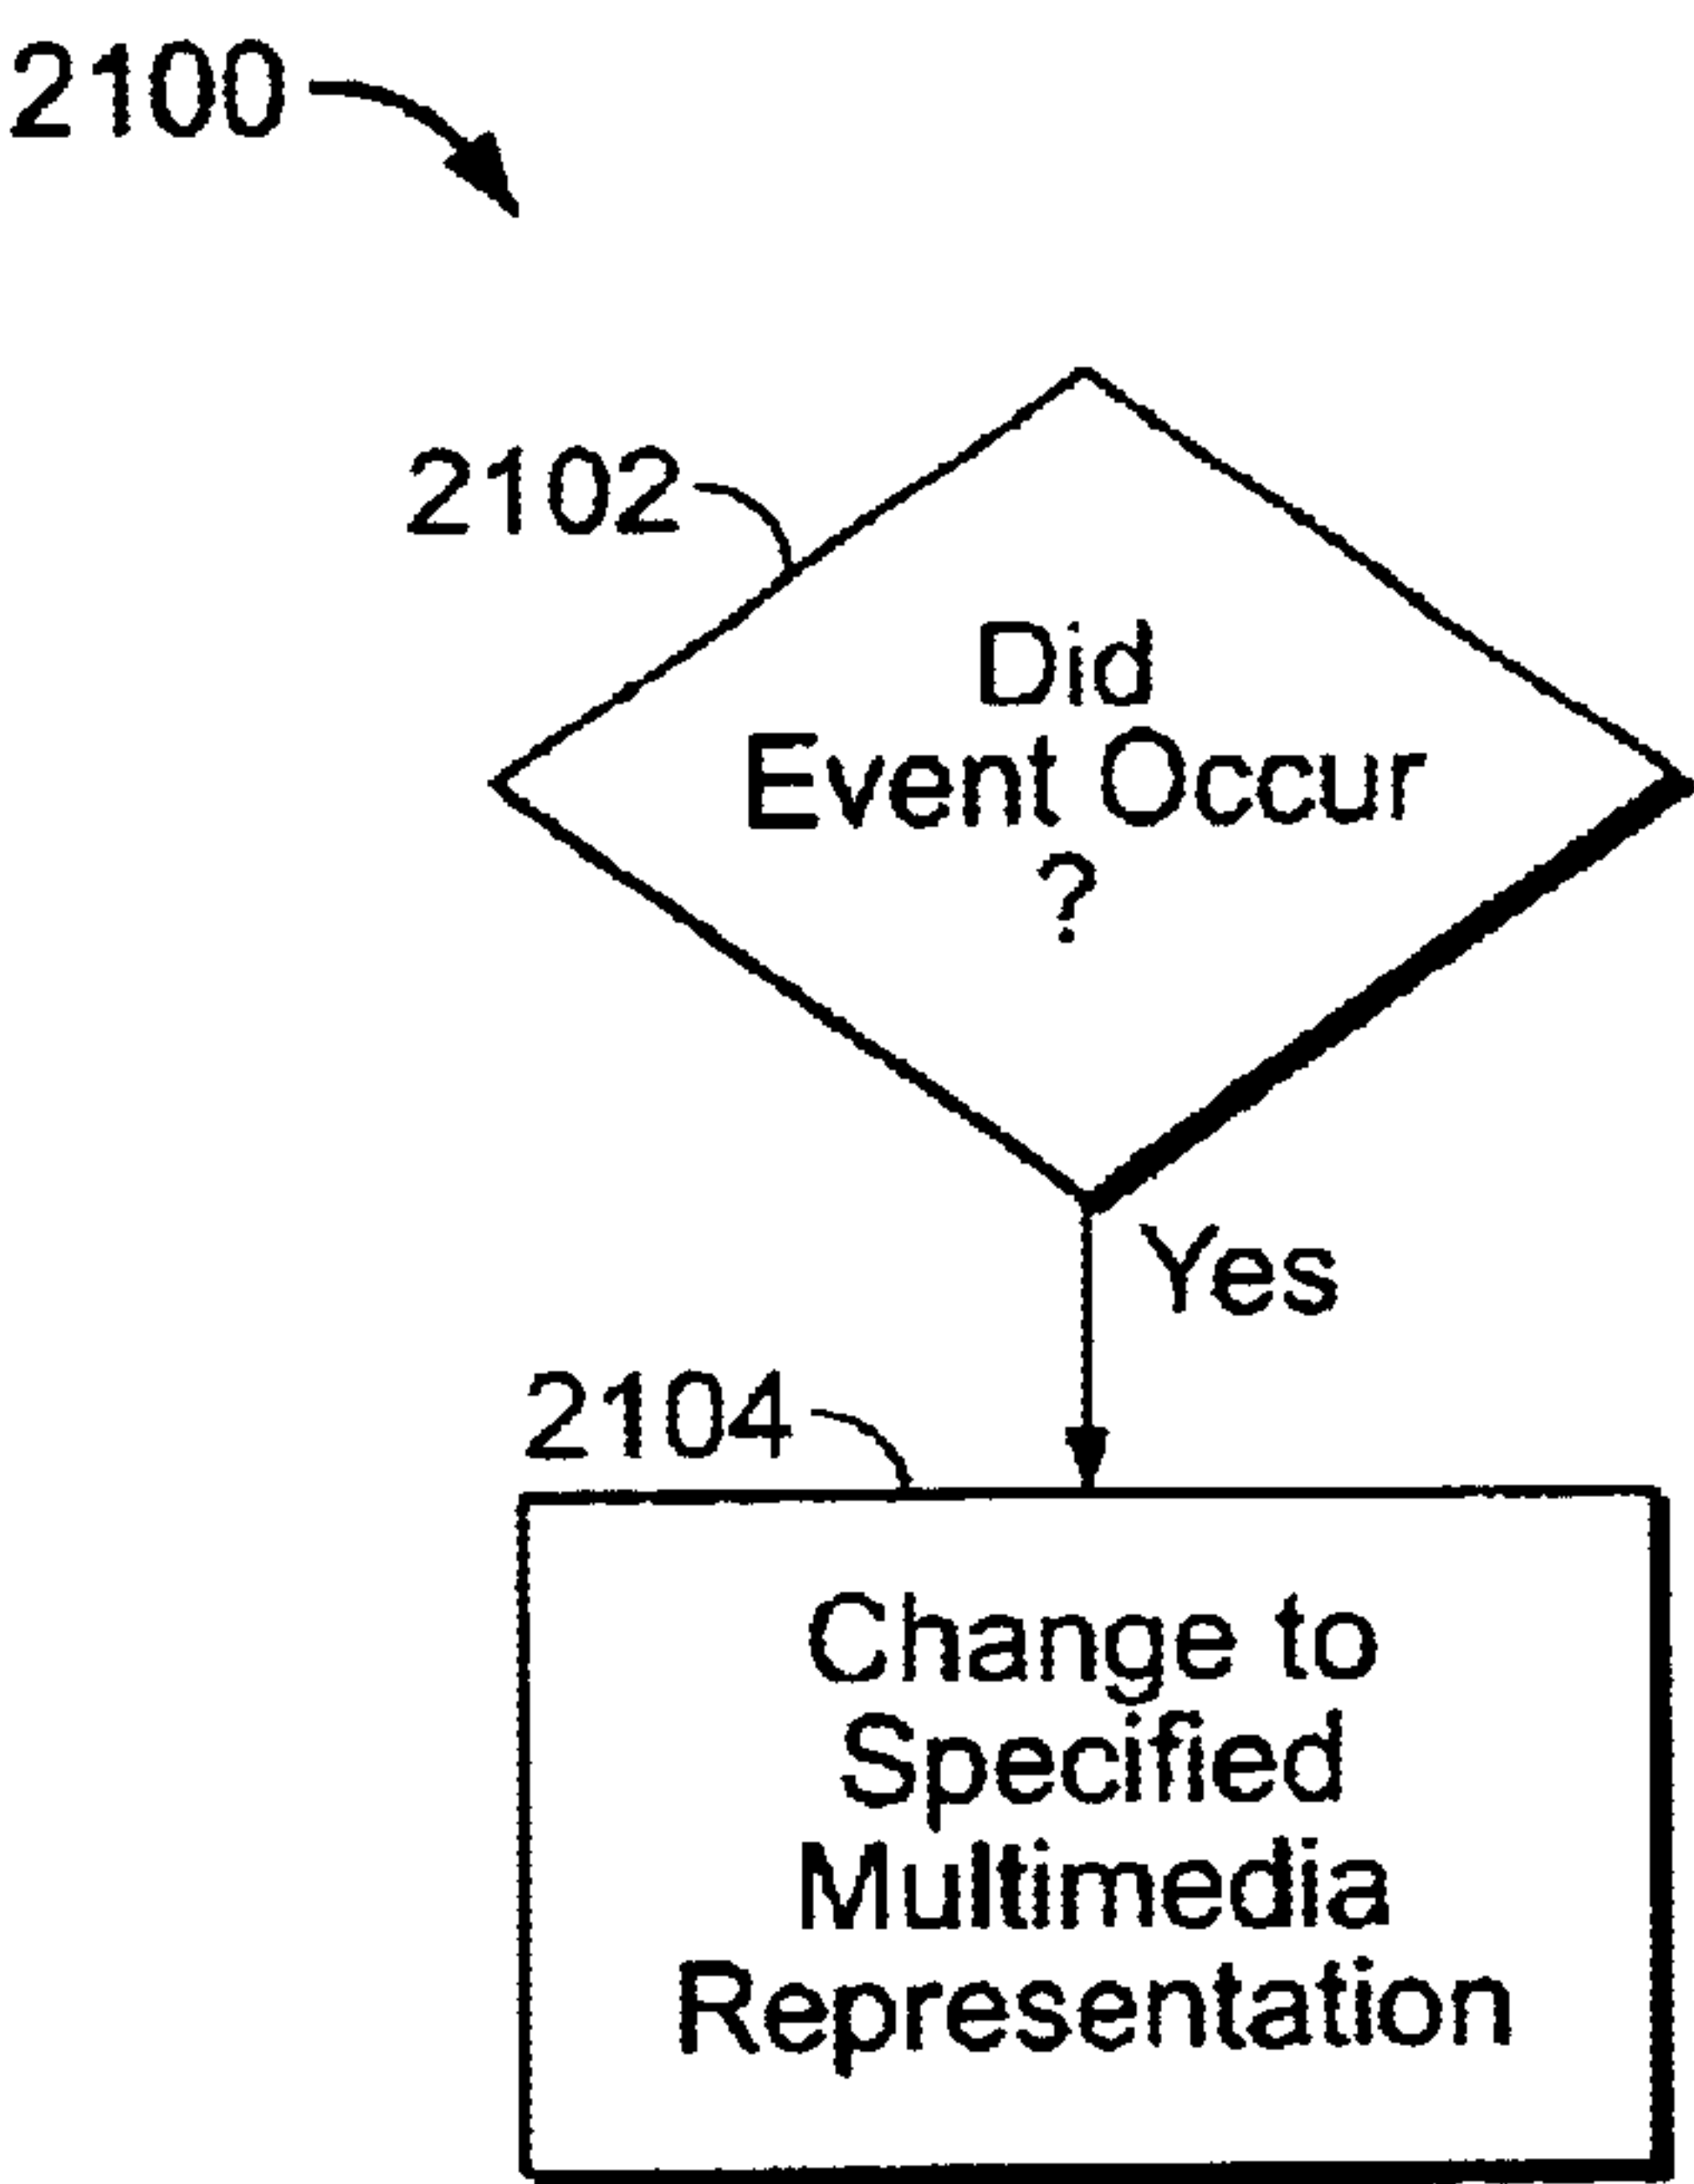 2100
2102
Did
Event Occur
?
Yes
2104
Change to
Specified
Multimedia
Representation